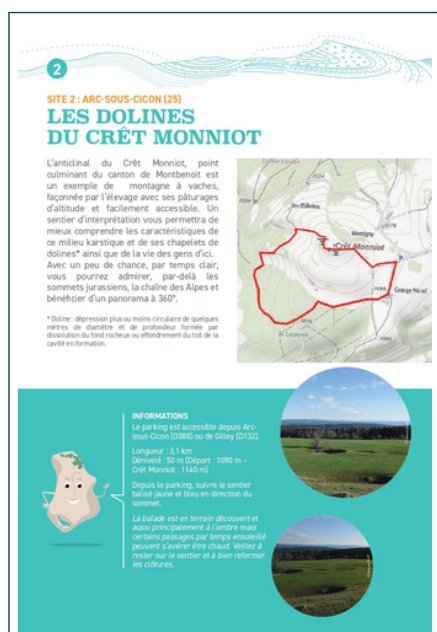 2
SITE 2 : ARC-SOUS-CICON (25)
LES DOLINES
DU CRÊT MONNIOT
L'anticlinal du Crêt Monniot, point
culminant du canton de Montbenoit est
un exemple de montagne à vaches,
façonnée par l'élevage avec ses pâturages
d'altitude et facilement accessible. Un
sentier d'interprétation vous permettra de
mieux comprendre les caractéristiques de
ce milieu karstique et de ses chapelets de
dolines* ainsi que de la vie des gens d'ici.
Avec un peu de chance, par temps clair,
vous pourrez admirer, par-delà les
sommets jurassiens, la chaîne des Alpes et
bénéficier d'un panorama à 360°.
* Doline : dépression plus ou moins circulaire de quelques
mètres de diamètre et de profondeur formée par
dissolution du fond rocheux ou effondrement du toit de la
cavité en formation.
les Œillettes
Montigny
Crêt Monniot
Grange Nicod
INFORMATIONS
Le parking est accessible depuis Arc-
sous-Cicon (D388) ou de Gilley (D132).
Longueur : 3,1 km
Dénivelé : 50 m (Départ : 1090 m –
Crêt Monniot : 1140 m)
Depuis le parking, suivre le sentier
balisé jaune et bleu en direction du
sommet.
La balade est en terrain découvert et
aussi principalement à l'ombre mais
certains passages par temps ensoleillé
peuvent s'avérer être chaud. Veillez à
rester sur le sentier et à bien refermer
les clôtures.